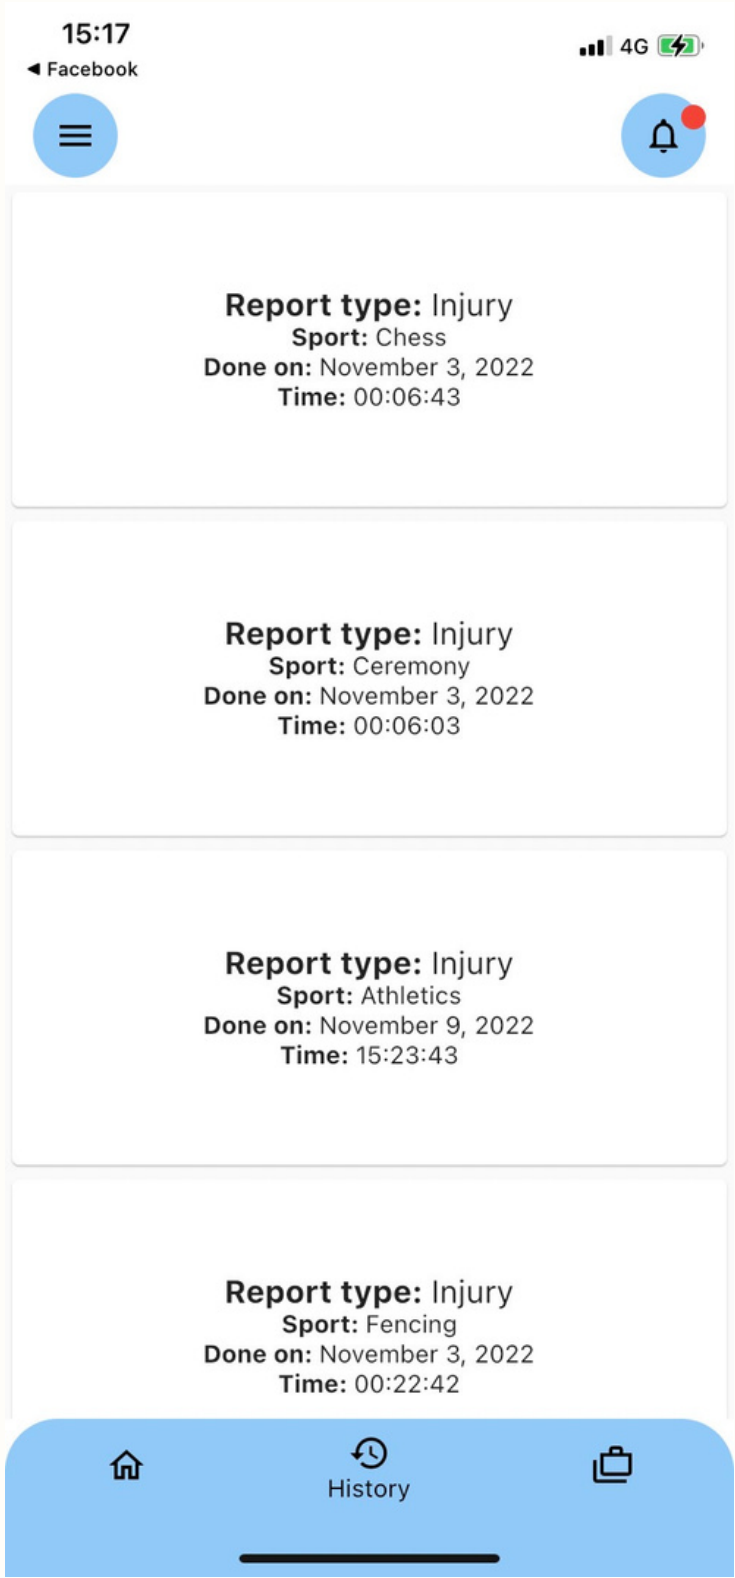 15:17
4G
◀ Facebook
Report type: Injury
Sport: Chess
Done on: November 3, 2022
Time: 00:06:43
Report type: Injury
Sport: Ceremony
Done on: November 3, 2022
Time: 00:06:03
Report type: Injury
Sport: Athletics
Done on: November 9, 2022
Time: 15:23:43
Report type: Injury
Sport: Fencing
Done on: November 3, 2022
Time: 00:22:42
History